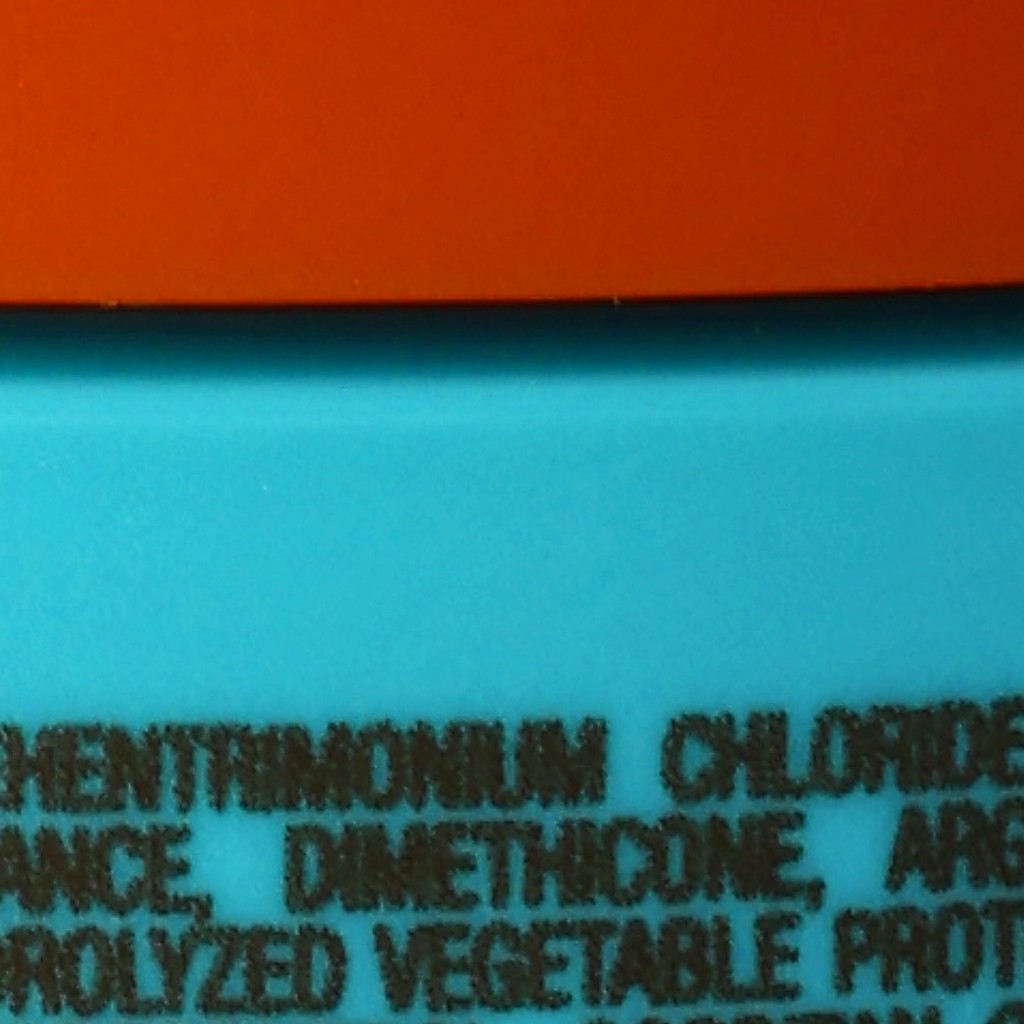 HENTRIMONIUM CHLORIDE
ANCE, DIMETHICONE, ARG
ROLYZED VEGETABLE PROT